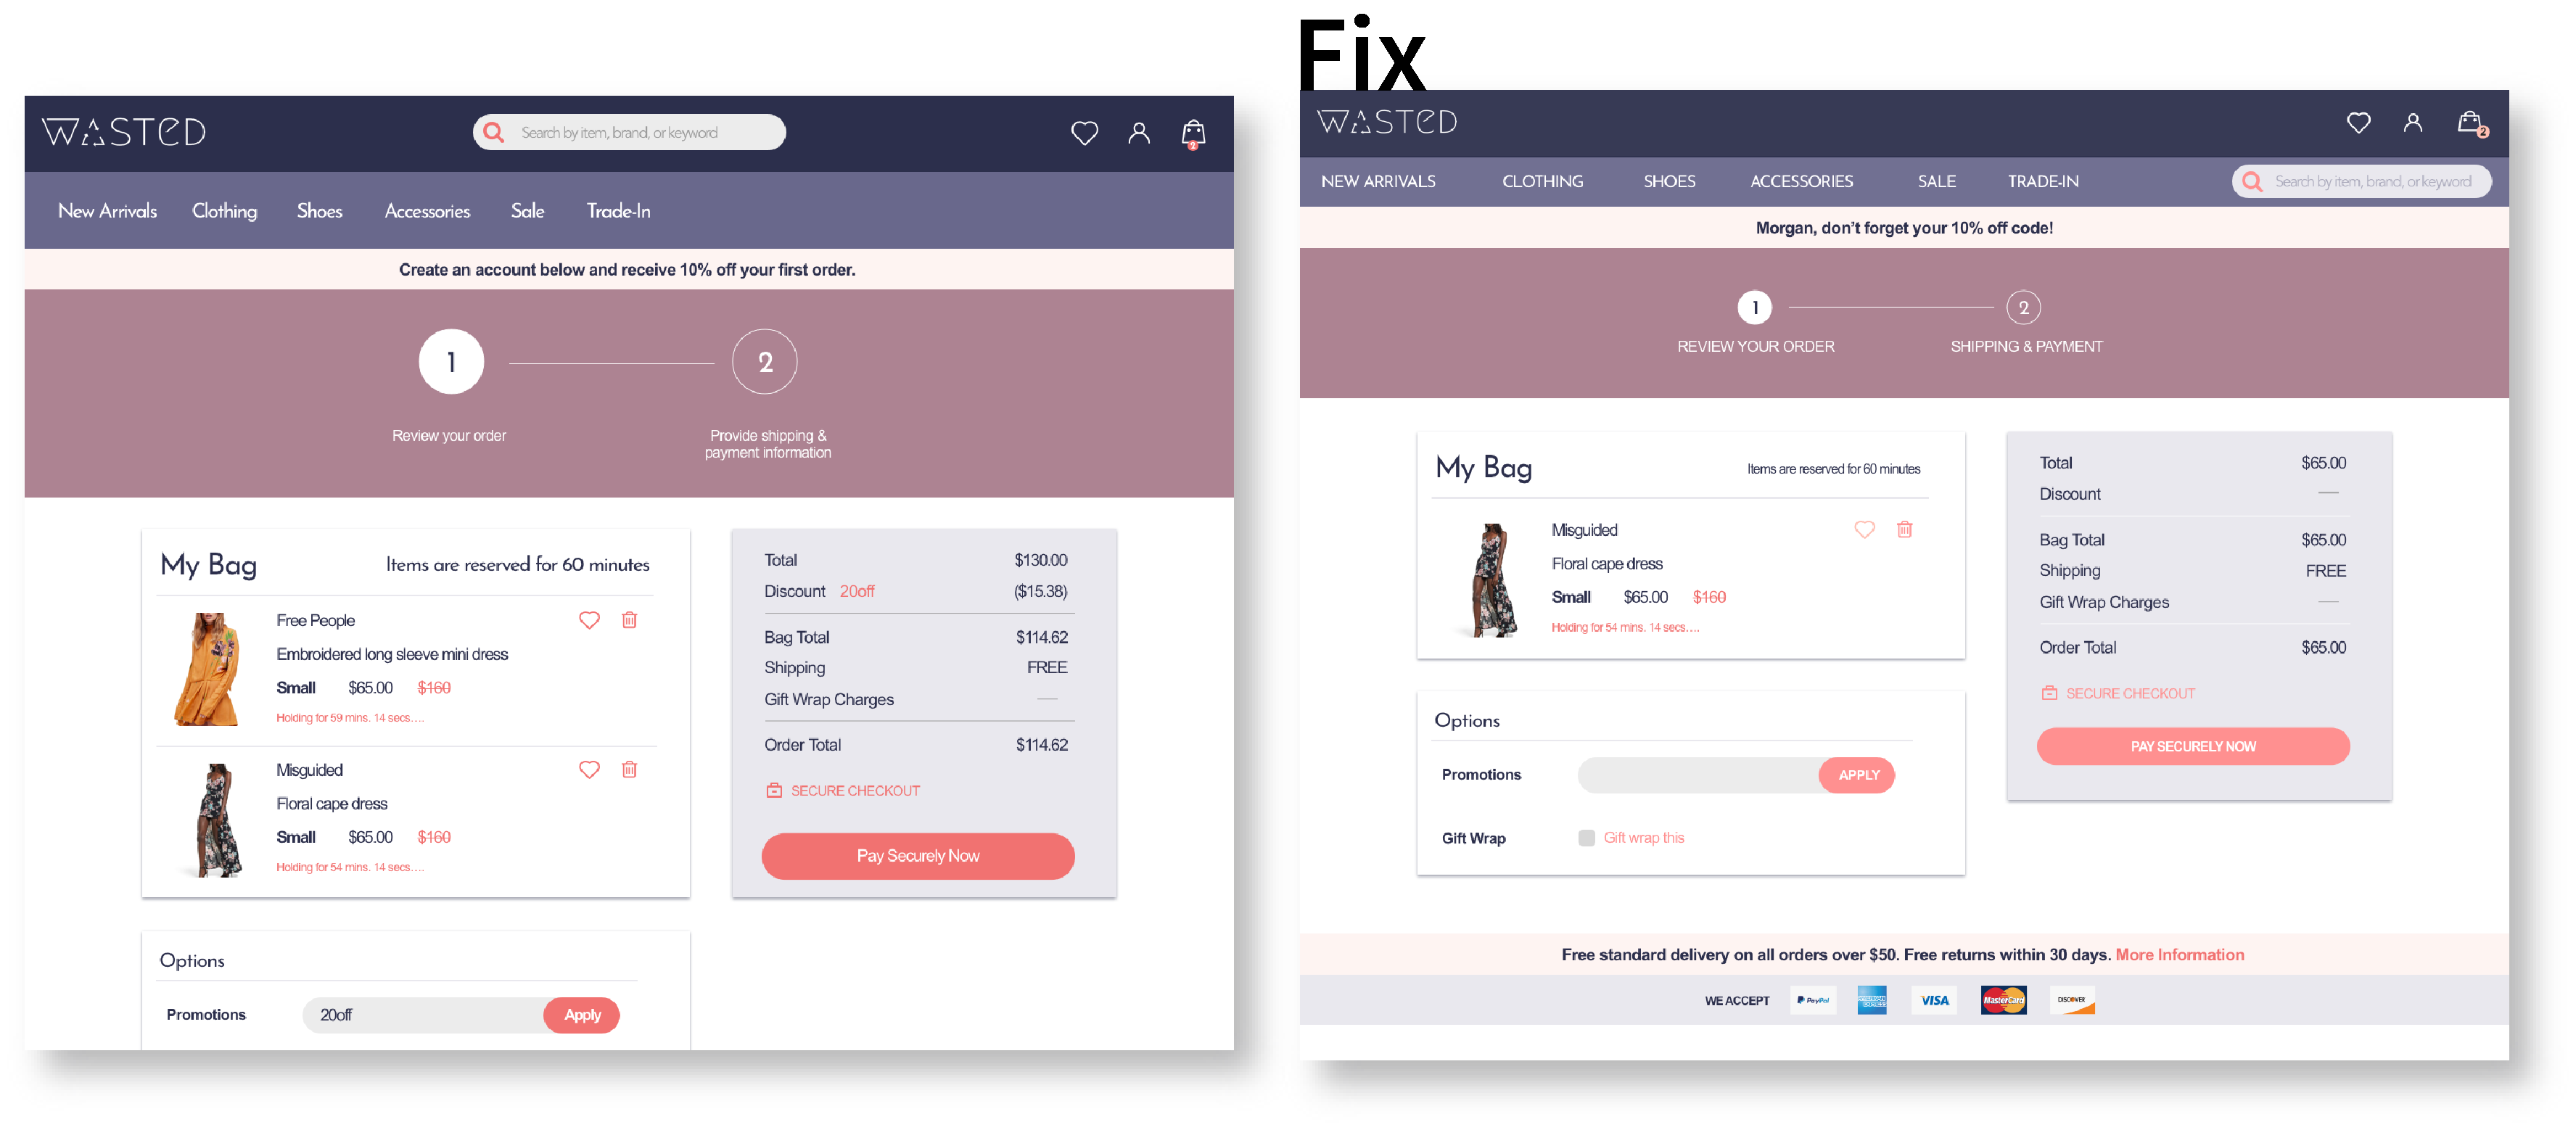 Fix
WASTED
Search by item, brand, or keyword
2
New Arrivals Clothing Shoes Accessories Sale Trade-In
Create an account below and receive 10% off your first order.
1 2
Review your order
Provide shipping &
payment information
My Bag Items are reserved for 60 minutes
Free People
Embroidered long sleeve mini dress
Small $65.00 $160
Holding for 59 mins. 14 secs....
Misguided
Floral cape dress
Small $65.00 $160
Holding for 54 mins. 14 secs....
Total $130.00
Discount 20off ($15.38)
Bag Total $114.62
Shipping FREE
Gift Wrap Charges —
Order Total $114.62
SECURE CHECKOUT
Pay Securely Now
Options
Promotions 20off Apply
WASTED
2
NEW ARRIVALS CLOTHING SHOES ACCESSORIES SALE TRADE-IN
Search by item, brand, or keyword
Morgan, don't forget your 10% off code!
1 2
REVIEW YOUR ORDER SHIPPING & PAYMENT
My Bag Items are reserved for 60 minutes
Misguided
Floral cape dress
Small $65.00 $160
Holding for 54 mins. 14 secs....
Options
Promotions APPLY
Gift Wrap Gift wrap this
Total $65.00
Discount —
Bag Total $65.00
Shipping FREE
Gift Wrap Charges —
Order Total $65.00
SECURE CHECKOUT
PAY SECURELY NOW
Free standard delivery on all orders over $50. Free returns within 30 days. More Information
WE ACCEPT PayPal AMERICAN EXPRESS VISA MasterCard DISCOVER